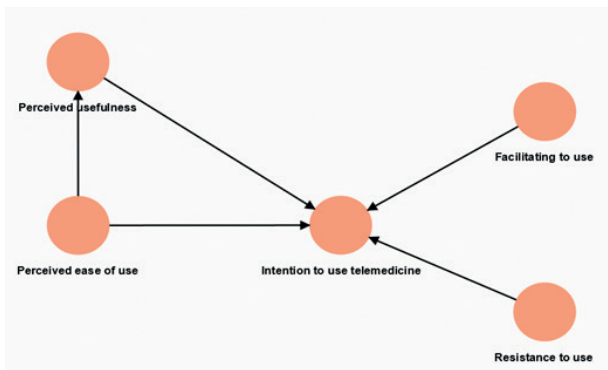 Perceived usefulness
Facilitating to use
Perceived ease of use
Intention to use telemedicine
Resistance to use